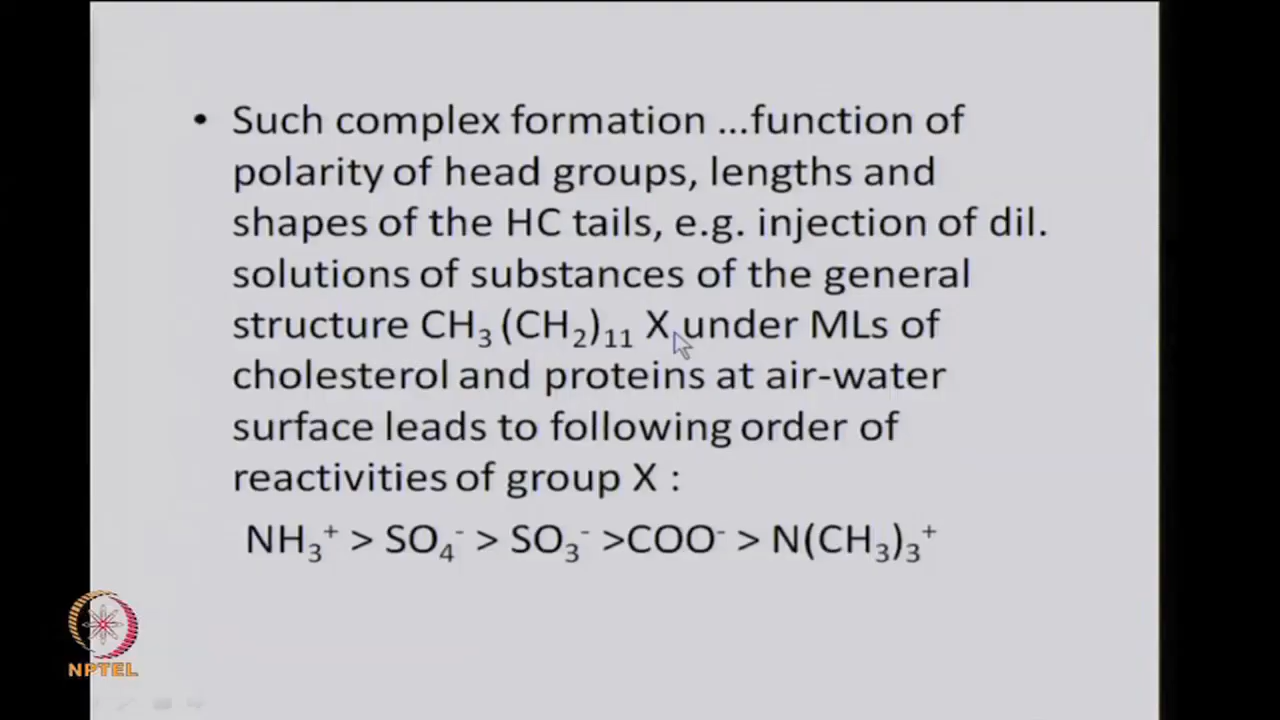 • Such complex formation ...function of
polarity of head groups, lengths and
shapes of the HC tails, e.g. injection of dil.
solutions of substances of the general
structure CH₃ (CH₂)₁₁ X under MLs of
cholesterol and proteins at air-water
surface leads to following order of
reactivities of group X :
NH₃⁺ > SO₄⁻ > SO₃⁻ >COO⁻ > N(CH₃)₃⁺
NPTEL